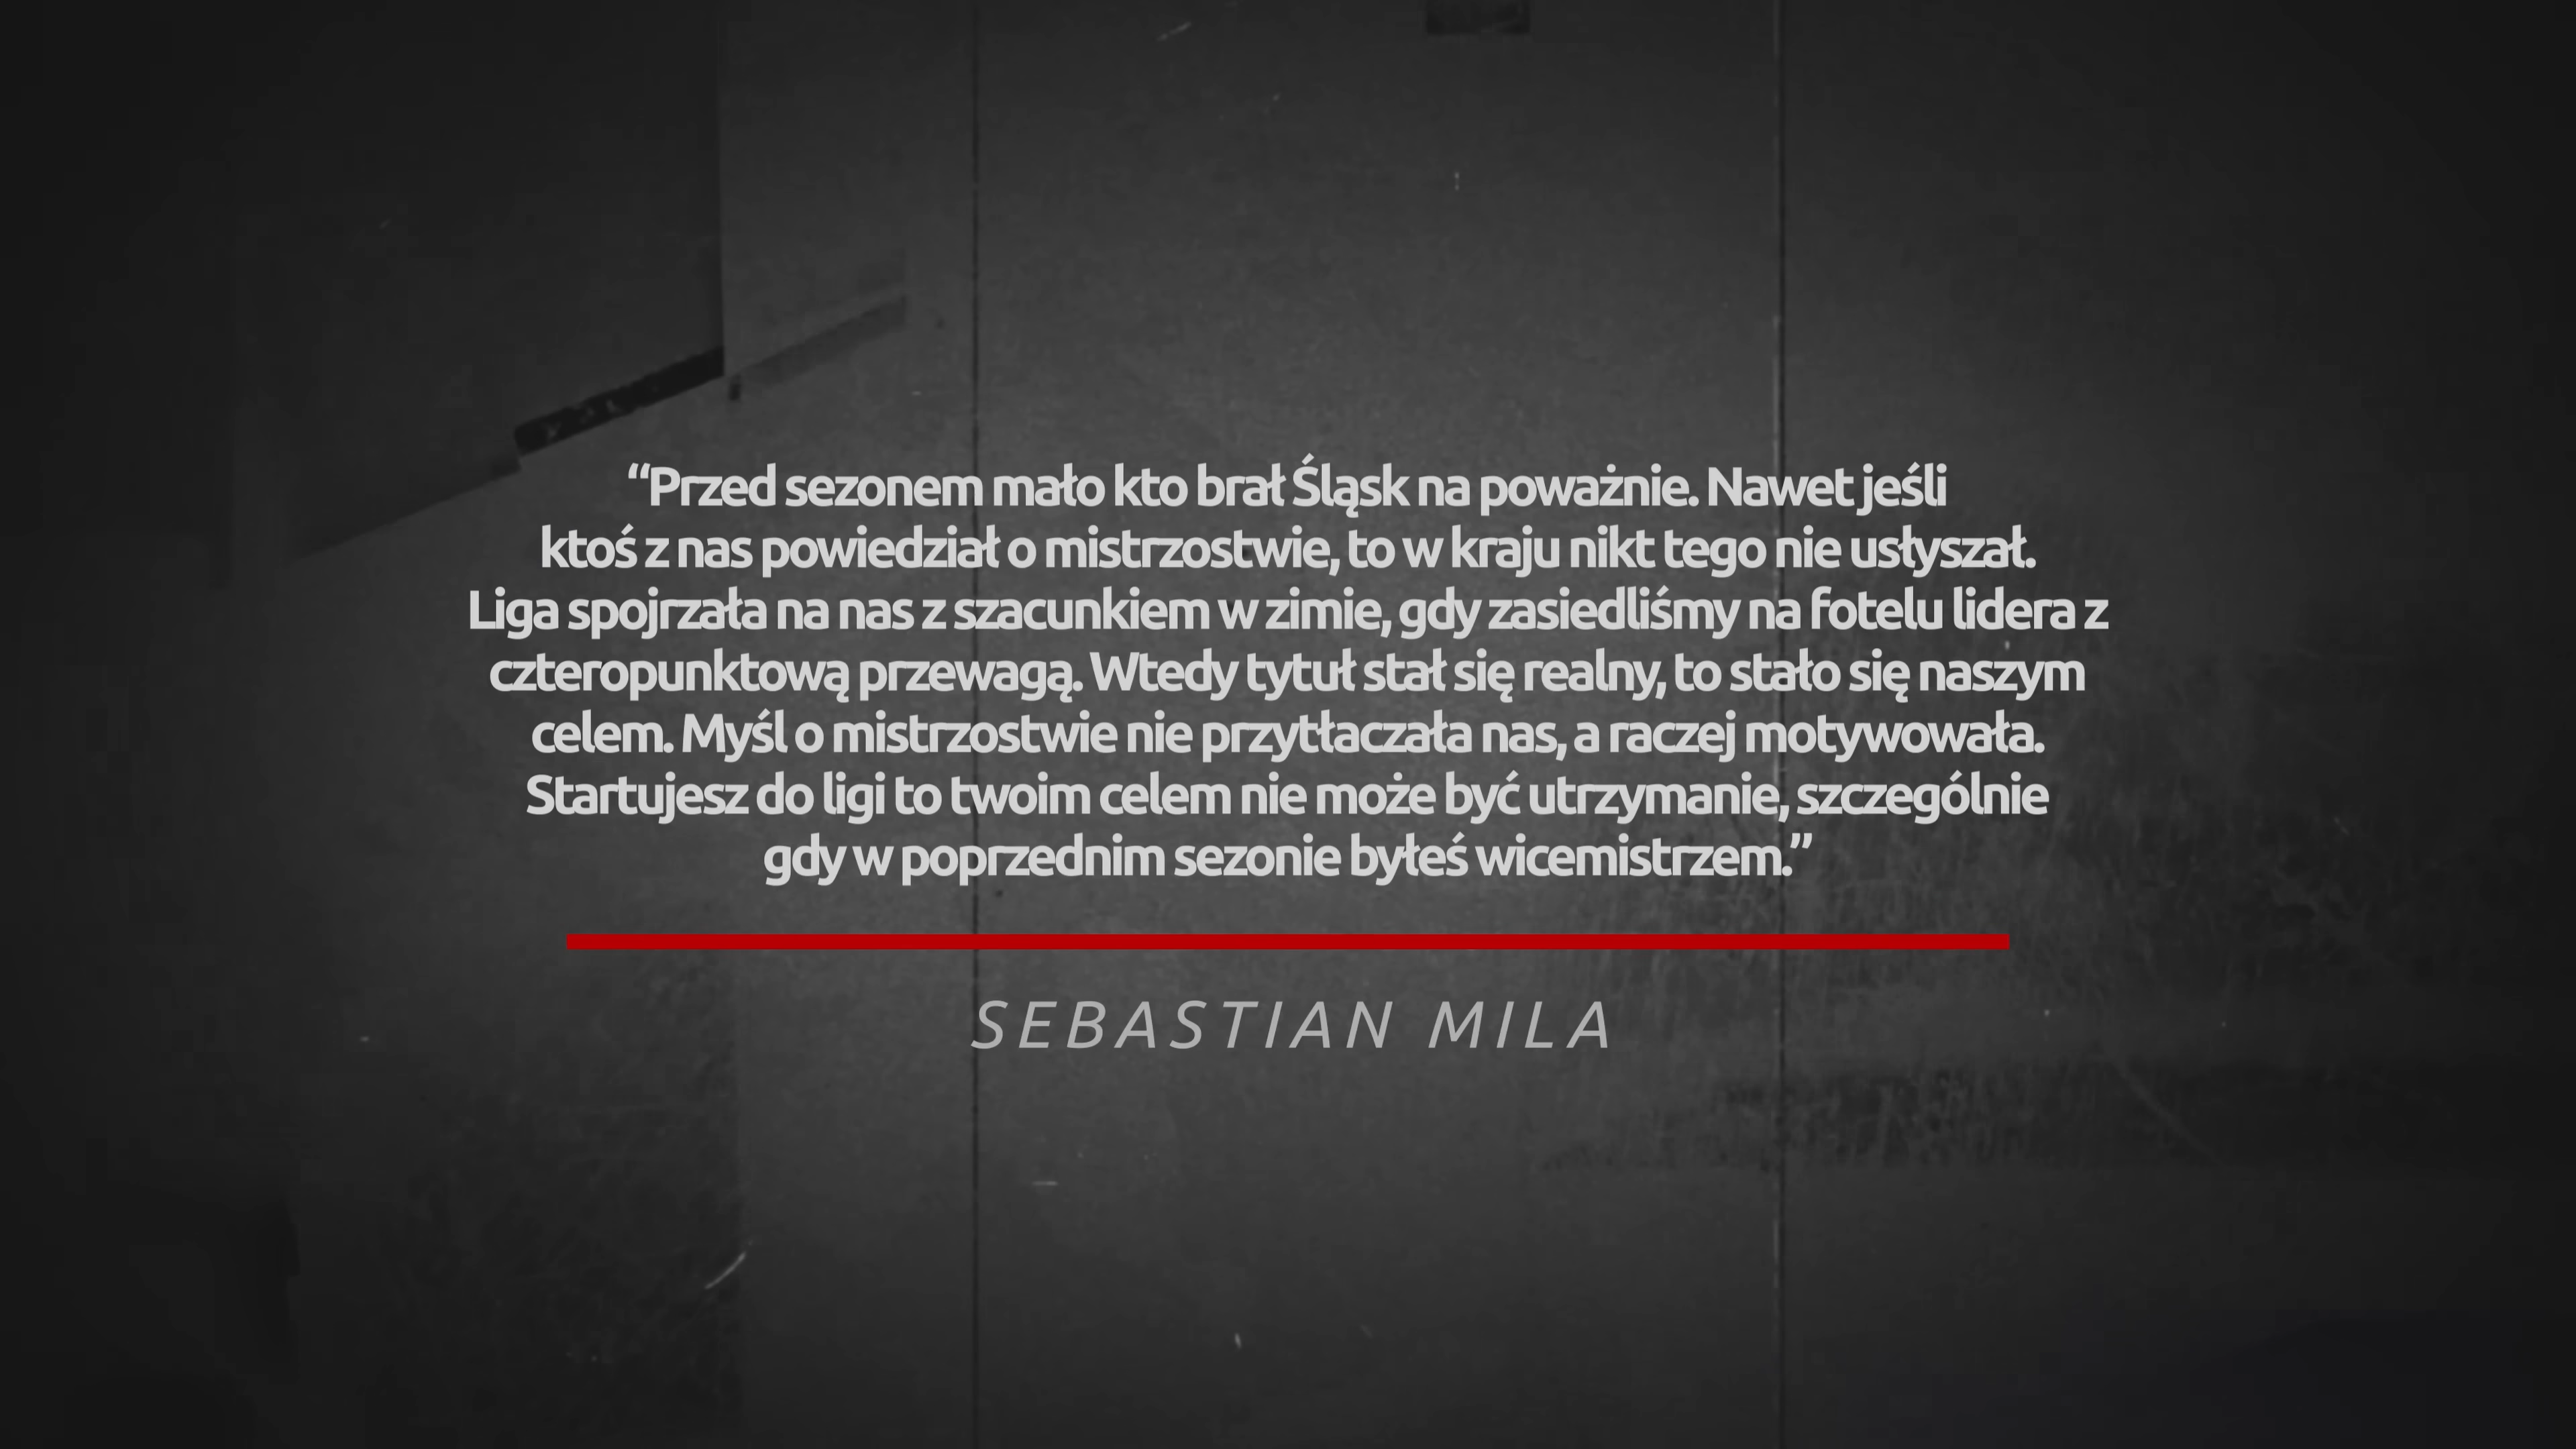 “Przed sezonem mało kto brał Śląsk na poważnie. Nawet jeśli
ktoś z nas powiedział o mistrzostwie, to w kraju nikt tego nie usłyszał.
Liga spojrzała na nas z szacunkiem w zimie, gdy zasiedliśmy na fotelu lidera z
czteropunktową przewagą. Wtedy tytuł stał się realny, to stało się naszym
celem. Myśl o mistrzostwie nie przytłaczała nas, a raczej motywowała.
Startujesz do ligi to twoim celem nie może być utrzymanie, szczególnie
gdy w poprzednim sezonie byłeś wicemistrzem.”
SEBASTIAN MILA